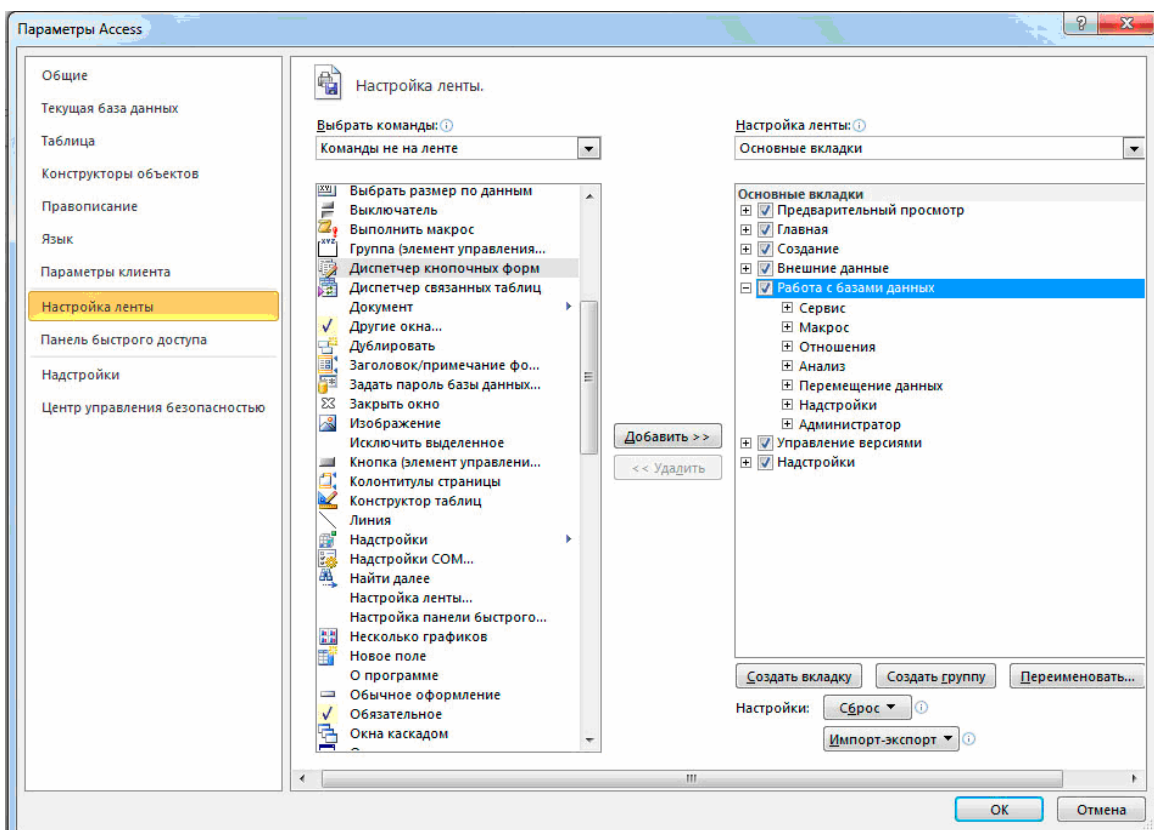 Параметры Access
Общие
Текущая база данных
Таблица
Конструкторы объектов
Правописание
Язык
Параметры клиента
Настройка ленты
Панель быстрого доступа
Надстройки
Центр управления безопасностью
Настройка ленты.
Выбрать команды:
Команды не на ленте
Выбрать размер по данным
Выключатель
Выполнить макрос
Группа (элемент управления...
Диспетчер кнопочных форм
Диспетчер связанных таблиц
Документ
Другие окна...
Дублировать
Заголовок/примечание фо...
Задать пароль базы данных...
Закрыть окно
Изображение
Исключить выделенное
Кнопка (элемент управлени...
Колонтитулы страницы
Конструктор таблиц
Линия
Надстройки
Надстройки COM...
Найти далее
Настройка ленты...
Настройка панели быстрого...
Несколько графиков
Новое поле
О программе
Обычное оформление
Обязательное
Окна каскадом
Добавить >>
<< Удалить
Настройка ленты:
Основные вкладки
Основные вкладки
Предварительный просмотр
Главная
Создание
Внешние данные
Работа с базами данных
Сервис
Макрос
Отношения
Анализ
Перемещение данных
Надстройки
Администратор
Управление версиями
Надстройки
Создать вкладку Создать группу Переименовать...
Настройки: Сброс
Импорт-экспорт
ОК Отмена